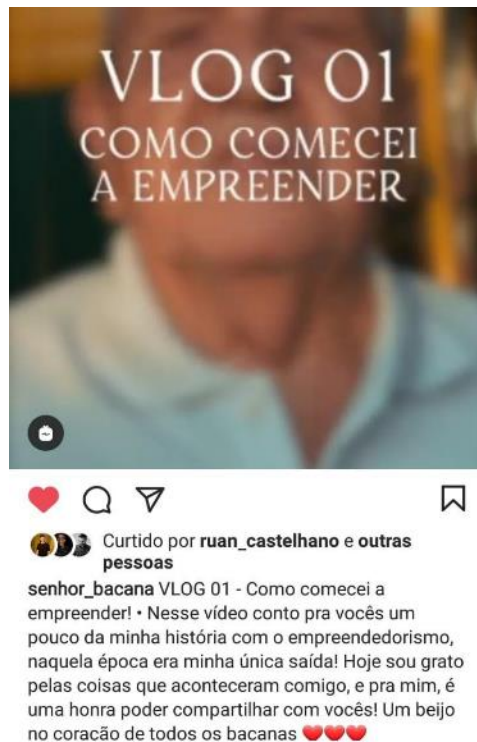 VLOG 01
COMO COMECEI
A EMPREENDER
Curtido por ruan_castelhano e outras
pessoas
senhor_bacana VLOG 01 - Como comecei a
empreender! • Nesse vídeo conto pra vocês um
pouco da minha história com o empreendedorismo,
naquela época era minha única saída! Hoje sou grato
pelas coisas que aconteceram comigo, e pra mim, é
uma honra poder compartilhar com vocês! Um beijo
no coração de todos os bacanas ❤️❤️❤️